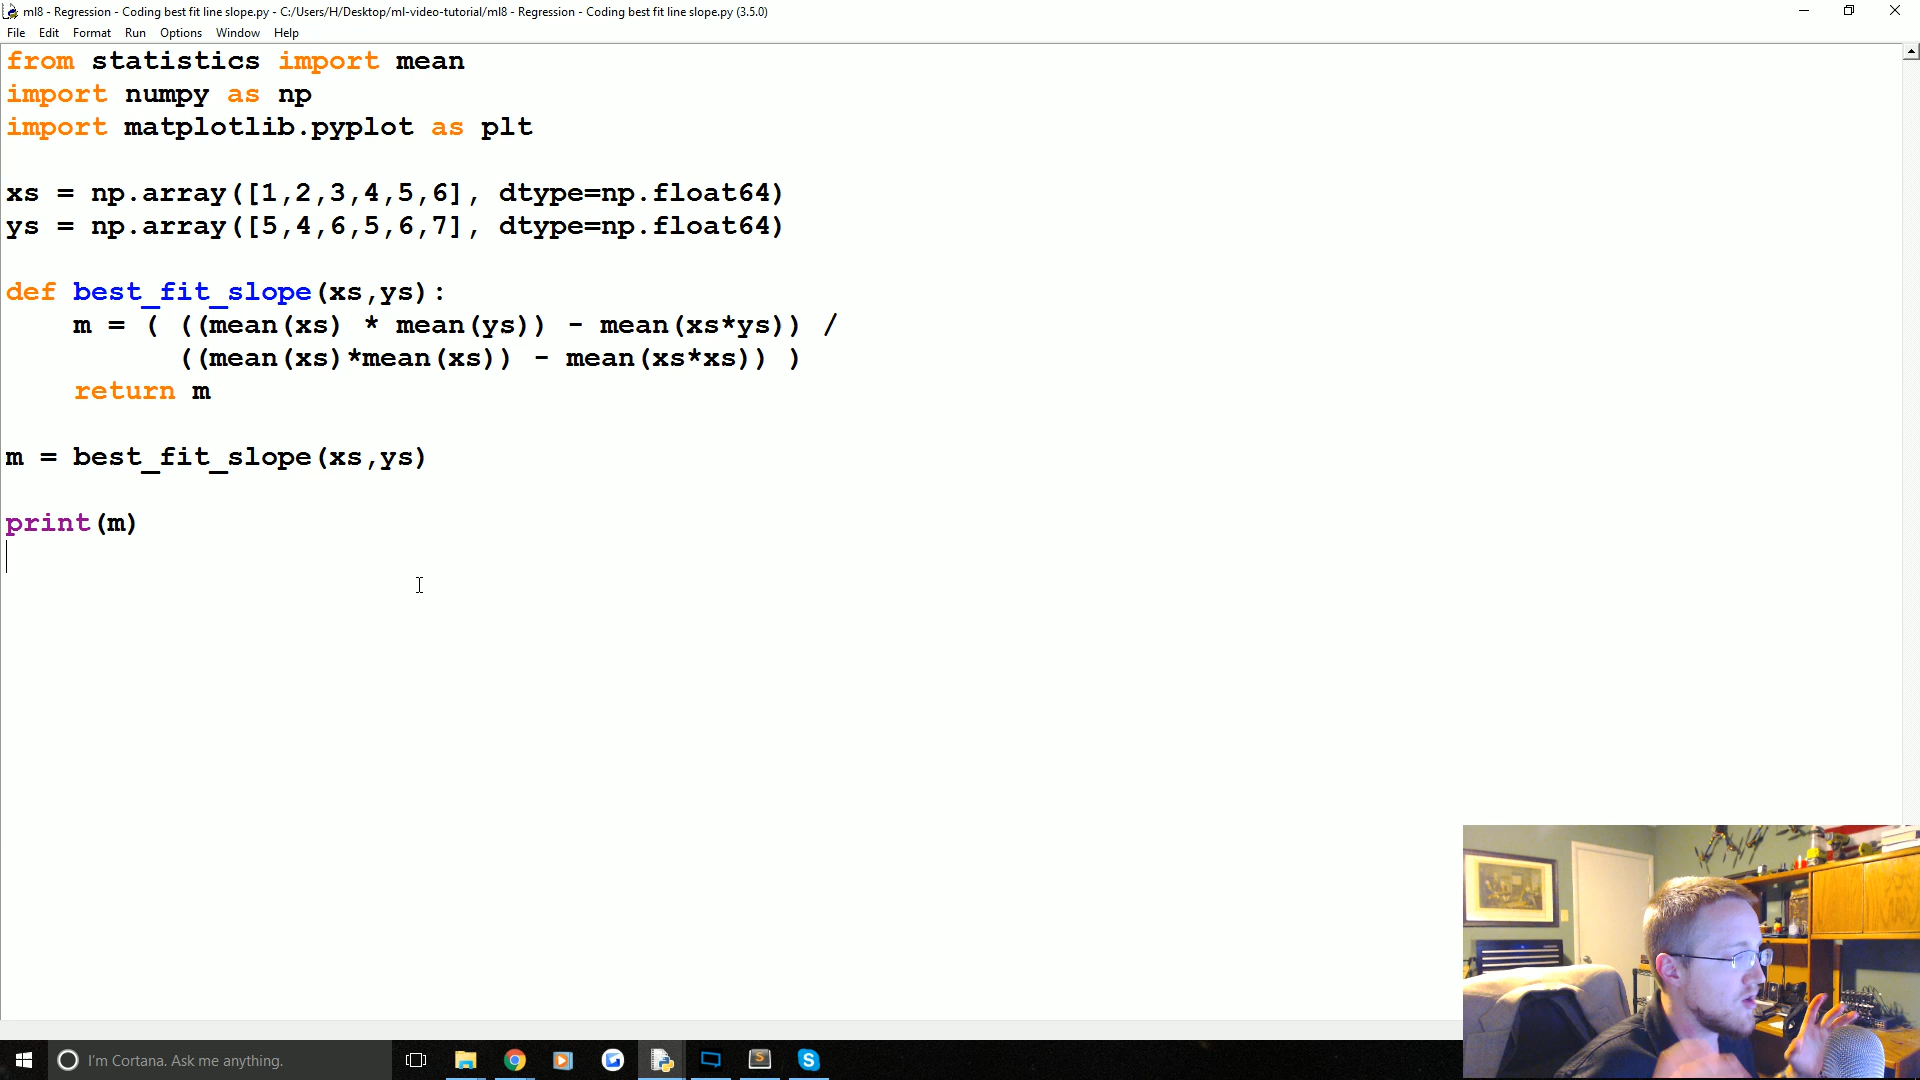 ml8 - Regression - Coding best fit line slope.py - C:/Users/H/Desktop/ml-video-tutorial/ml8 - Regression - Coding best fit line slope.py (3.5.0)
File Edit Format Run Options Window Help
from statistics import mean
import numpy as np
import matplotlib.pyplot as plt
xs = np.array([1,2,3,4,5,6], dtype=np.float64)
ys = np.array([5,4,6,5,6,7], dtype=np.float64)
def best_fit_slope(xs,ys):
    m = ( ((mean(xs) * mean(ys)) - mean(xs*ys)) /
          ((mean(xs)*mean(xs)) - mean(xs*xs)) )
    return m
m = best_fit_slope(xs,ys)
print(m)
I'm Cortana. Ask me anything.